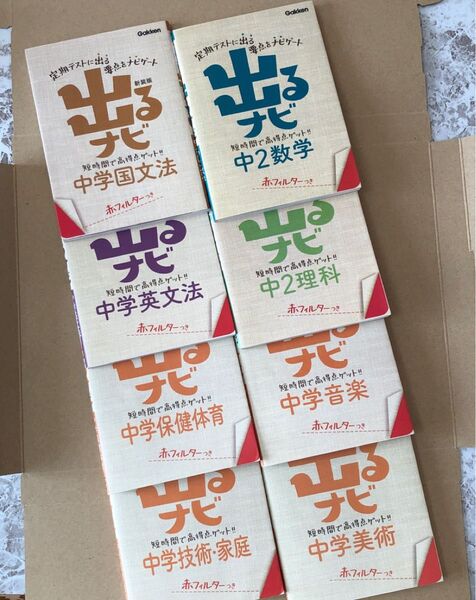 Gakken
定期テストに出る要点をナビゲート
新装版
出るナビ
短時間で高得点ゲット!!
中学国文法
赤フィルターつき
Gakken
定期テストに出る要点をナビゲート
出る
ナビ
短時間で高得点ゲット!!
中2数学
赤フィルターつき
出る
ナビ
短時間で高得点ゲット!!
中学英文法
赤フィルターつき
出る
ナビ
短時間で高得点ゲット!!
中2理科
赤フィルターつき
出る
ナビ
短時間で高得点ゲット!!
中学保健体育
赤フィルターつき
出る
ナビ
短時間で高得点ゲット!!
中学音楽
赤フィルターつき
出る
ナビ
短時間で高得点ゲット!!
中学技術・家庭
赤フィルターつき
出る
ナビ
短時間で高得点ゲット!!
中学美術
赤フィルターつき